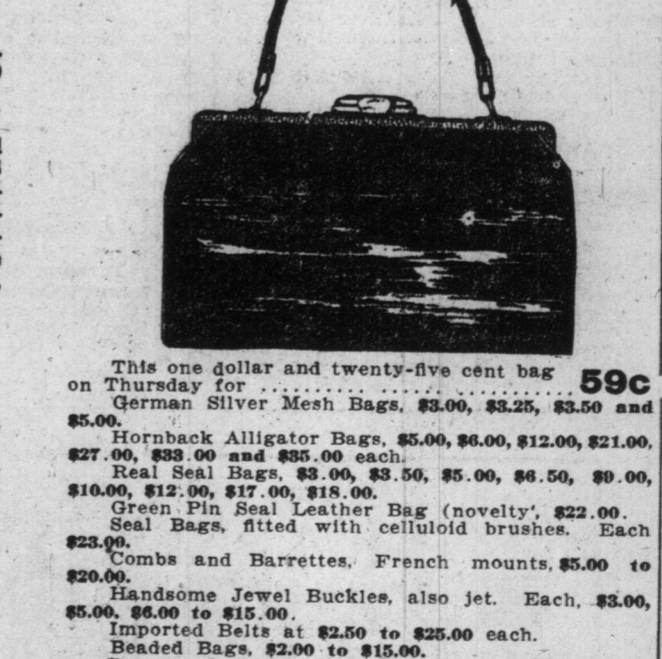 This one dollar and twenty-five cent bag
on Thursday for .......... ................. 59c
German Silver Mesh Bags, $3.00, $3.25, $3.50 and
$5.00.
Hornback Alligator Bags, $5.00, $6.00, $12.00, $21.00,
$27.00, $33.00 and $35.00 each.
Real Seal Bags, $3.00, $3.50, $5.00, $6.50, $9.00,
$10.00, $12.00, $17.00, $18.00.
Green Pin Seal Leather Bag (novelty', $22.00.
Seal Bags, fitted with celluloid brushes. Each
$23.00.
Combs and Barrettes, French mounts, $5.00 to
$20.00.
Handsome Jewel Buckles, also jet. Each, $3.00,
$5.00. $6.00 to $15.00.
Imported Belts at $2.50 to $25.00 each.
Beaded Bags, $2.00 to $15.00.